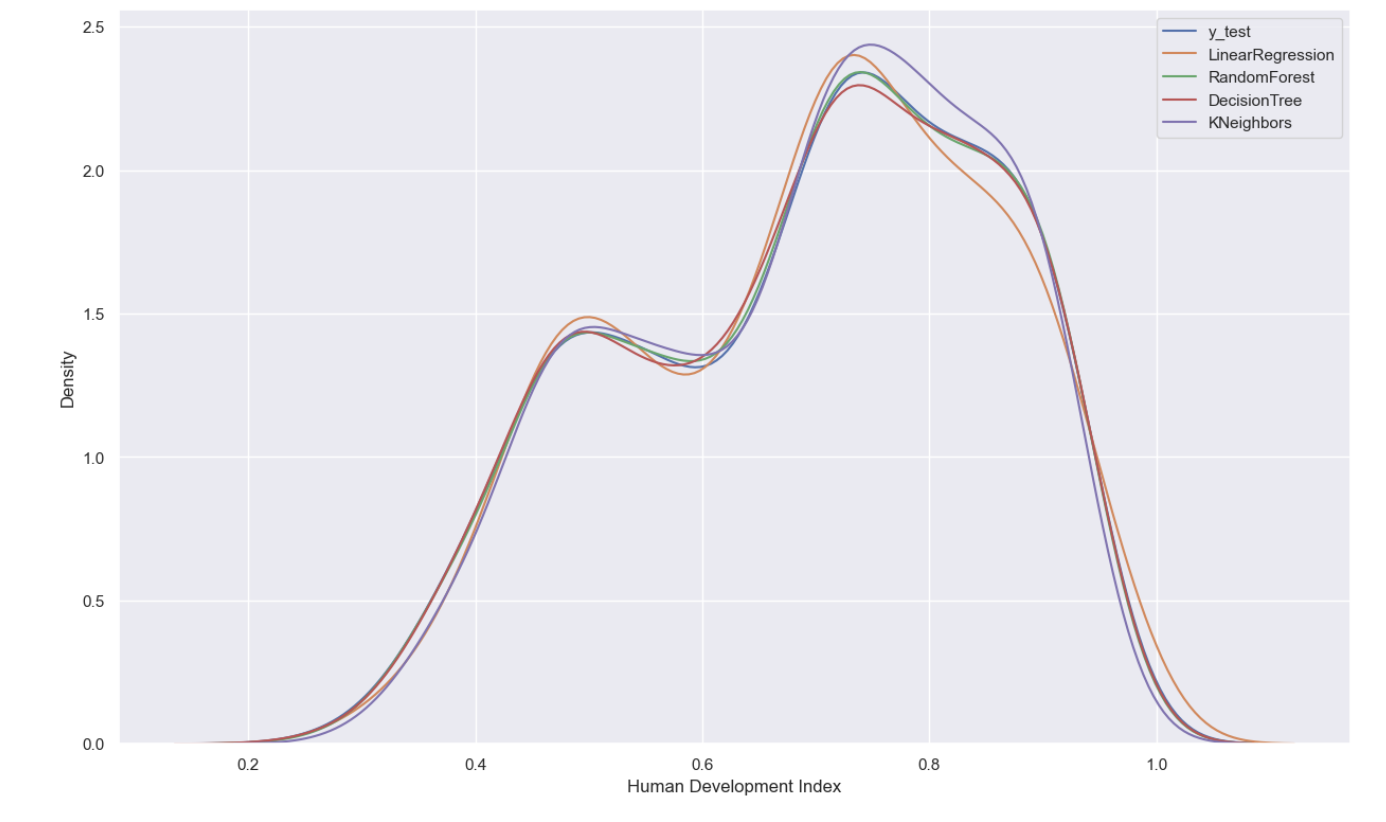 2.5
2.0
1.5
1.0
0.5
0.0
Density
0.2 0.4 0.6 0.8 1.0
Human Development Index
y_test
LinearRegression
RandomForest
DecisionTree
KNeighbors